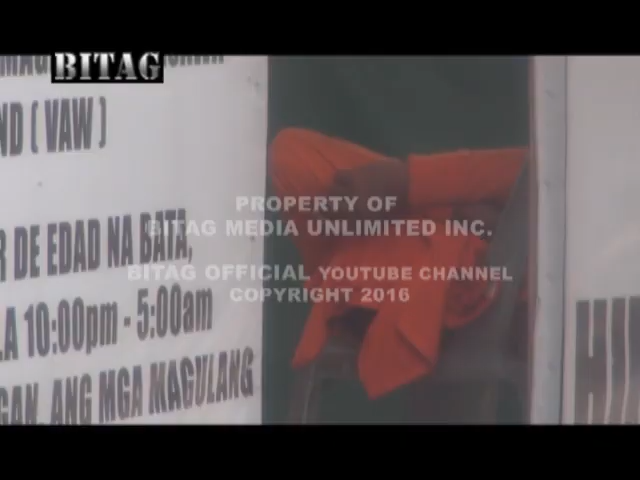 BITAG
ND ( VAW )
DE EDAD NA BATA,
LA 10:00pm - 5:00am
GAN, ANG MGA MAGULANG
PROPERTY OF
BITAG MEDIA UNLIMITED INC.
BITAG OFFICIAL YOUTUBE CHANNEL
COPYRIGHT 2016